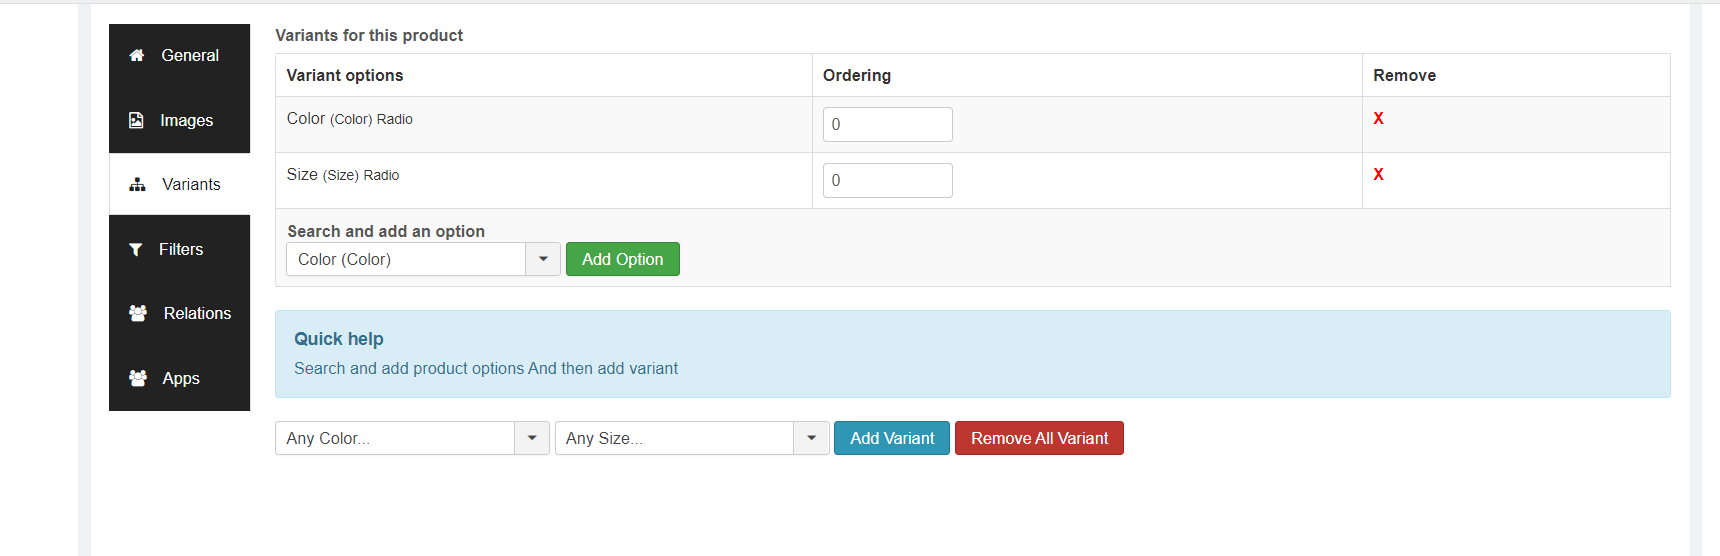 General
Images
Variants
Filters
Relations
Apps
Variants for this product
Variant options Ordering Remove
Color (Color) Radio 0 X
Size (Size) Radio 0 X
Search and add an option
Color (Color) Add Option
Quick help
Search and add product options And then add variant
Any Color... Any Size... Add Variant Remove All Variant